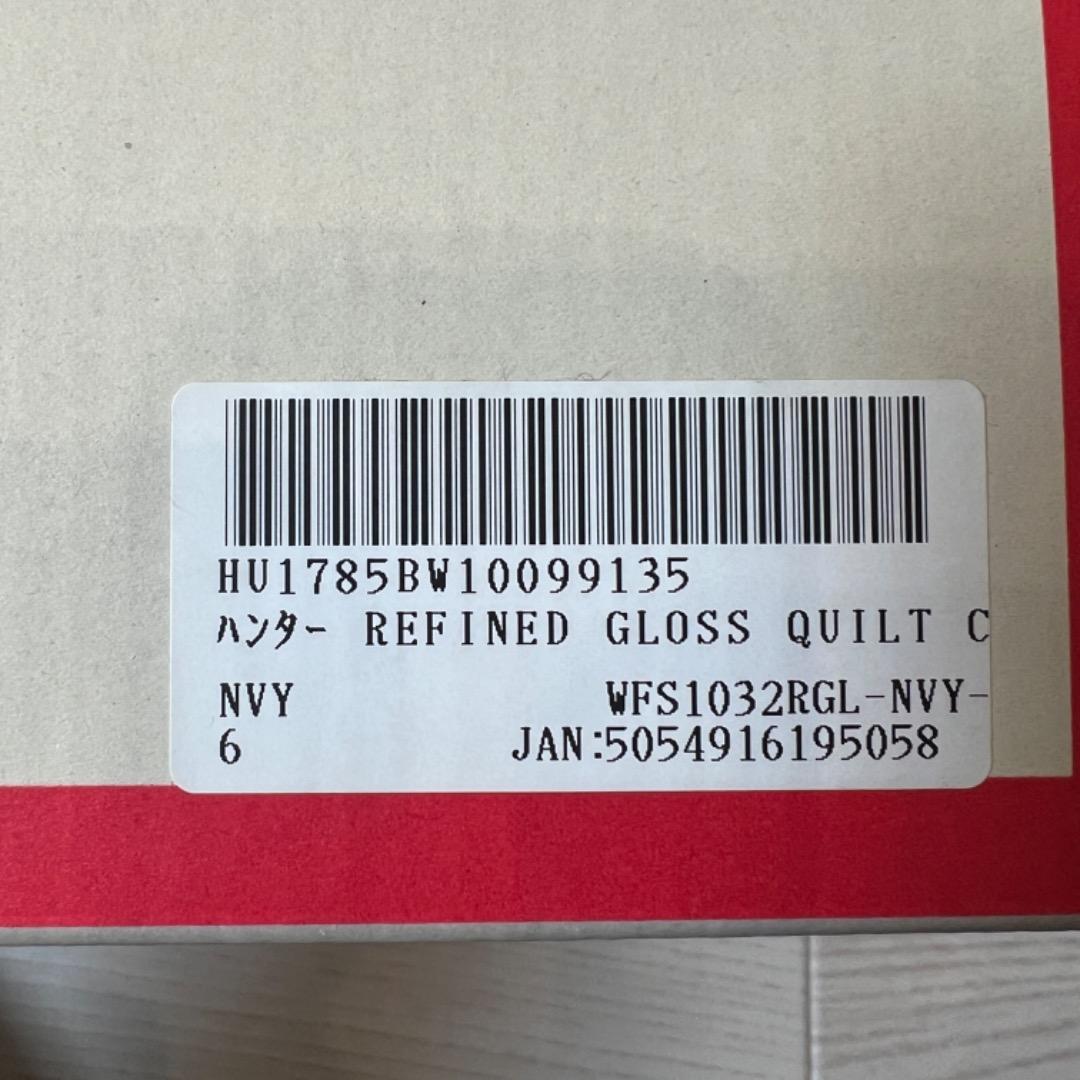 HU1785BW10099135
ﾊﾝﾀｰ REFINED GLOSS QUILT C
NVY WFS1032RGL-NVY-
6 JAN:5054916195058